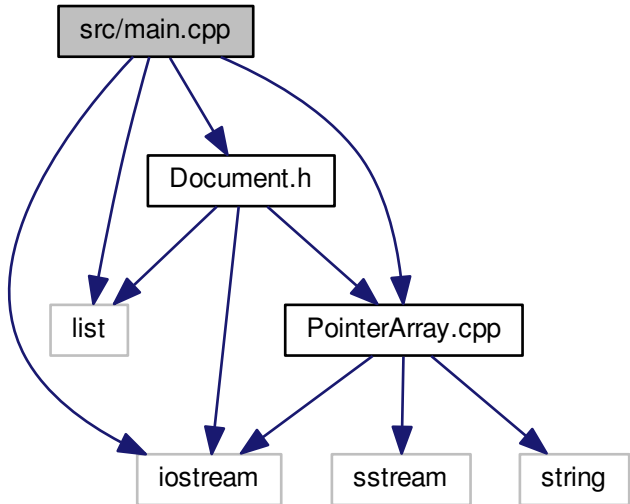 src/main.cpp
Document.h
list
PointerArray.cpp
iostream
sstream
string